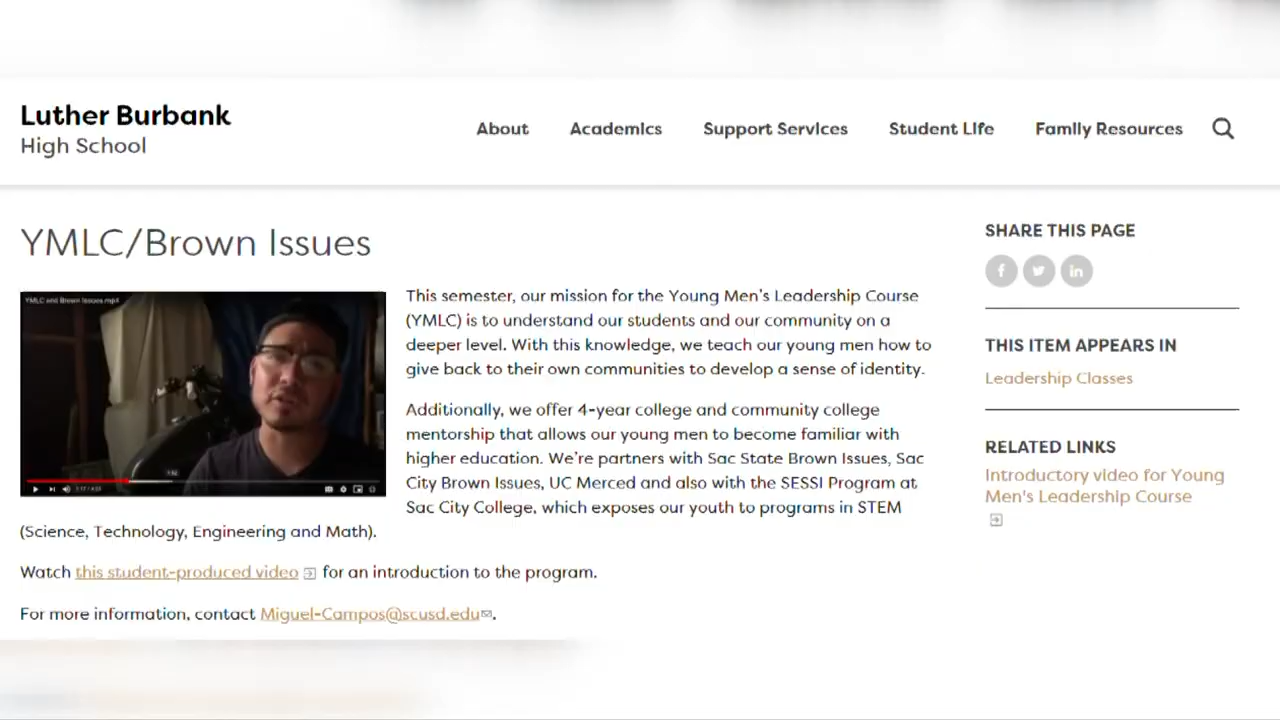 Luther Burbank
High School
About
Academics
Support Services
Student Life
Family Resources
YMLC/Brown Issues
YMLC and Brown Issues.mp4
This semester, our mission for the Young Men's Leadership Course
(YMLC) is to understand our students and our community on a
deeper level. With this knowledge, we teach our young men how to
give back to their own communities to develop a sense of identity.
Additionally, we offer 4-year college and community college
mentorship that allows our young men to become familiar with
higher education. We're partners with Sac State Brown Issues, Sac
City Brown Issues, UC Merced and also with the SESSI Program at
Sac City College, which exposes our youth to programs in STEM
(Science, Technology, Engineering and Math).
Watch this student-produced video for an introduction to the program.
For more information, contact Miguel-Campos@scusd.edu.
SHARE THIS PAGE
THIS ITEM APPEARS IN
Leadership Classes
RELATED LINKS
Introductory video for Young
Men's Leadership Course